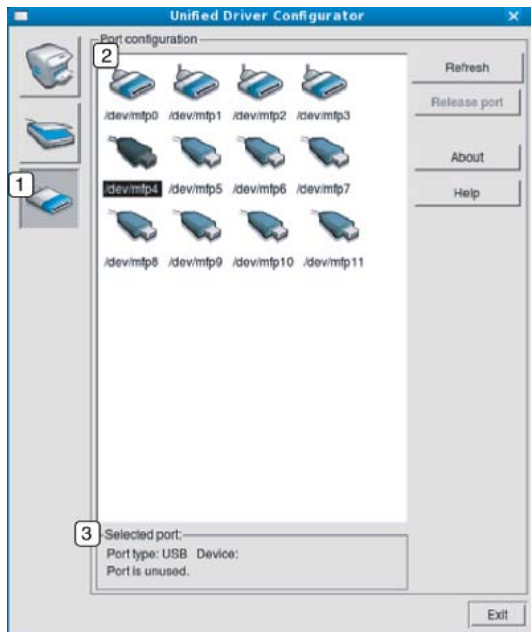 Unified Driver Configurator
Port configuration
2
/dev/mfp0 /dev/mfp1 /dev/mfp2 /dev/mfp3
/dev/mfp4 /dev/mfp5 /dev/mfp6 /dev/mfp7
/dev/mfp8 /dev/mfp9 /dev/mfp10 /dev/mfp11
Refresh
Release port
About
Help
1
3
Selected port:
Port type: USB Device:
Port is unused.
Exit